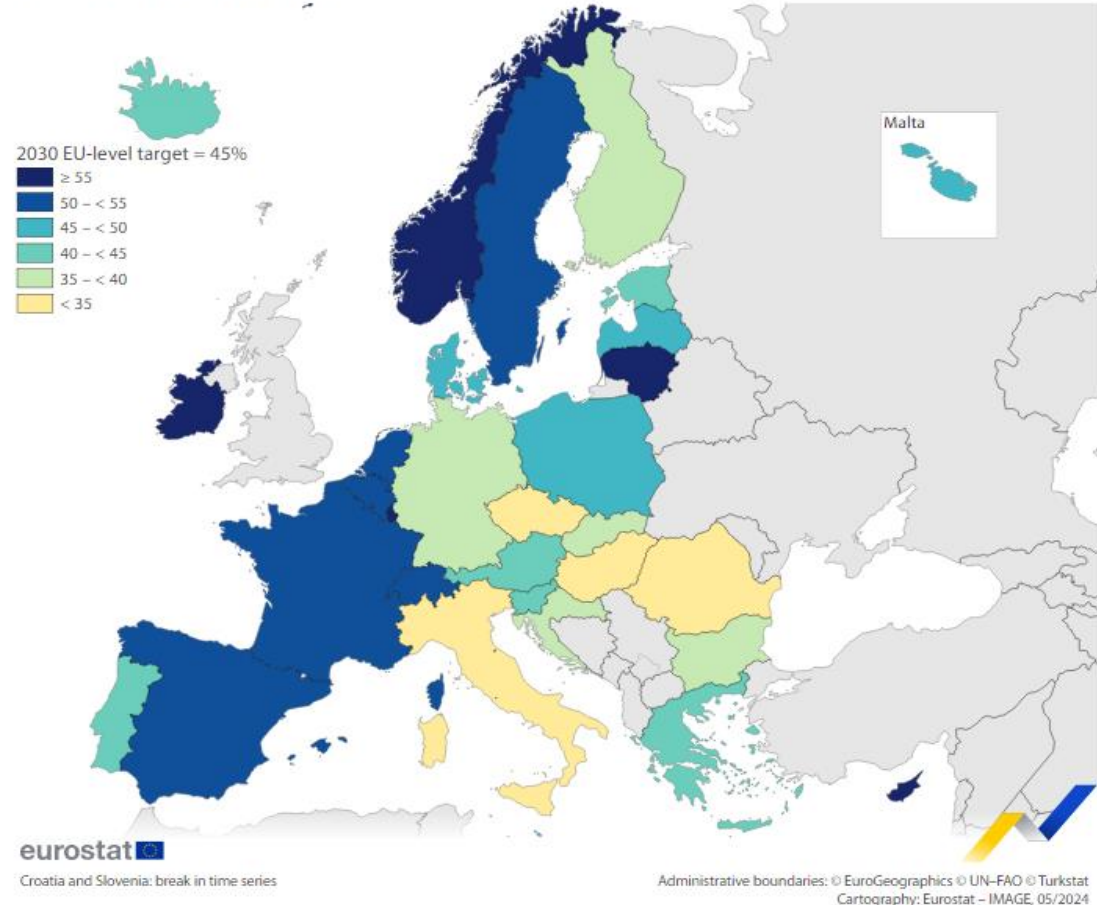 Malta
2030 EU-level target = 45%
≥ 55
50 – < 55
45 – < 50
40 – < 45
35 – < 40
< 35
eurostat
Croatia and Slovenia: break in time series
Administrative boundaries: © EuroGeographics © UN–FAO © Turkstat
Cartography: Eurostat – IMAGE, 05/2024